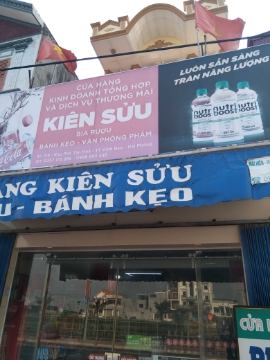 CỬA HÀNG
KINH DOANH TỔNG HỢP
VÀ DỊCH VỤ THƯƠNG MẠI
KIÊN SỬU
BIA RƯỢU
BÁNH KẸO - VĂN PHÒNG PHẨM
LUÔN SẴN SÀNG
TRÀN NĂNG LƯỢNG
nutri boost
nutri boost
nutri boost
ÀNG KIÊN SỬU
U - BÁNH KẸO
CỬA